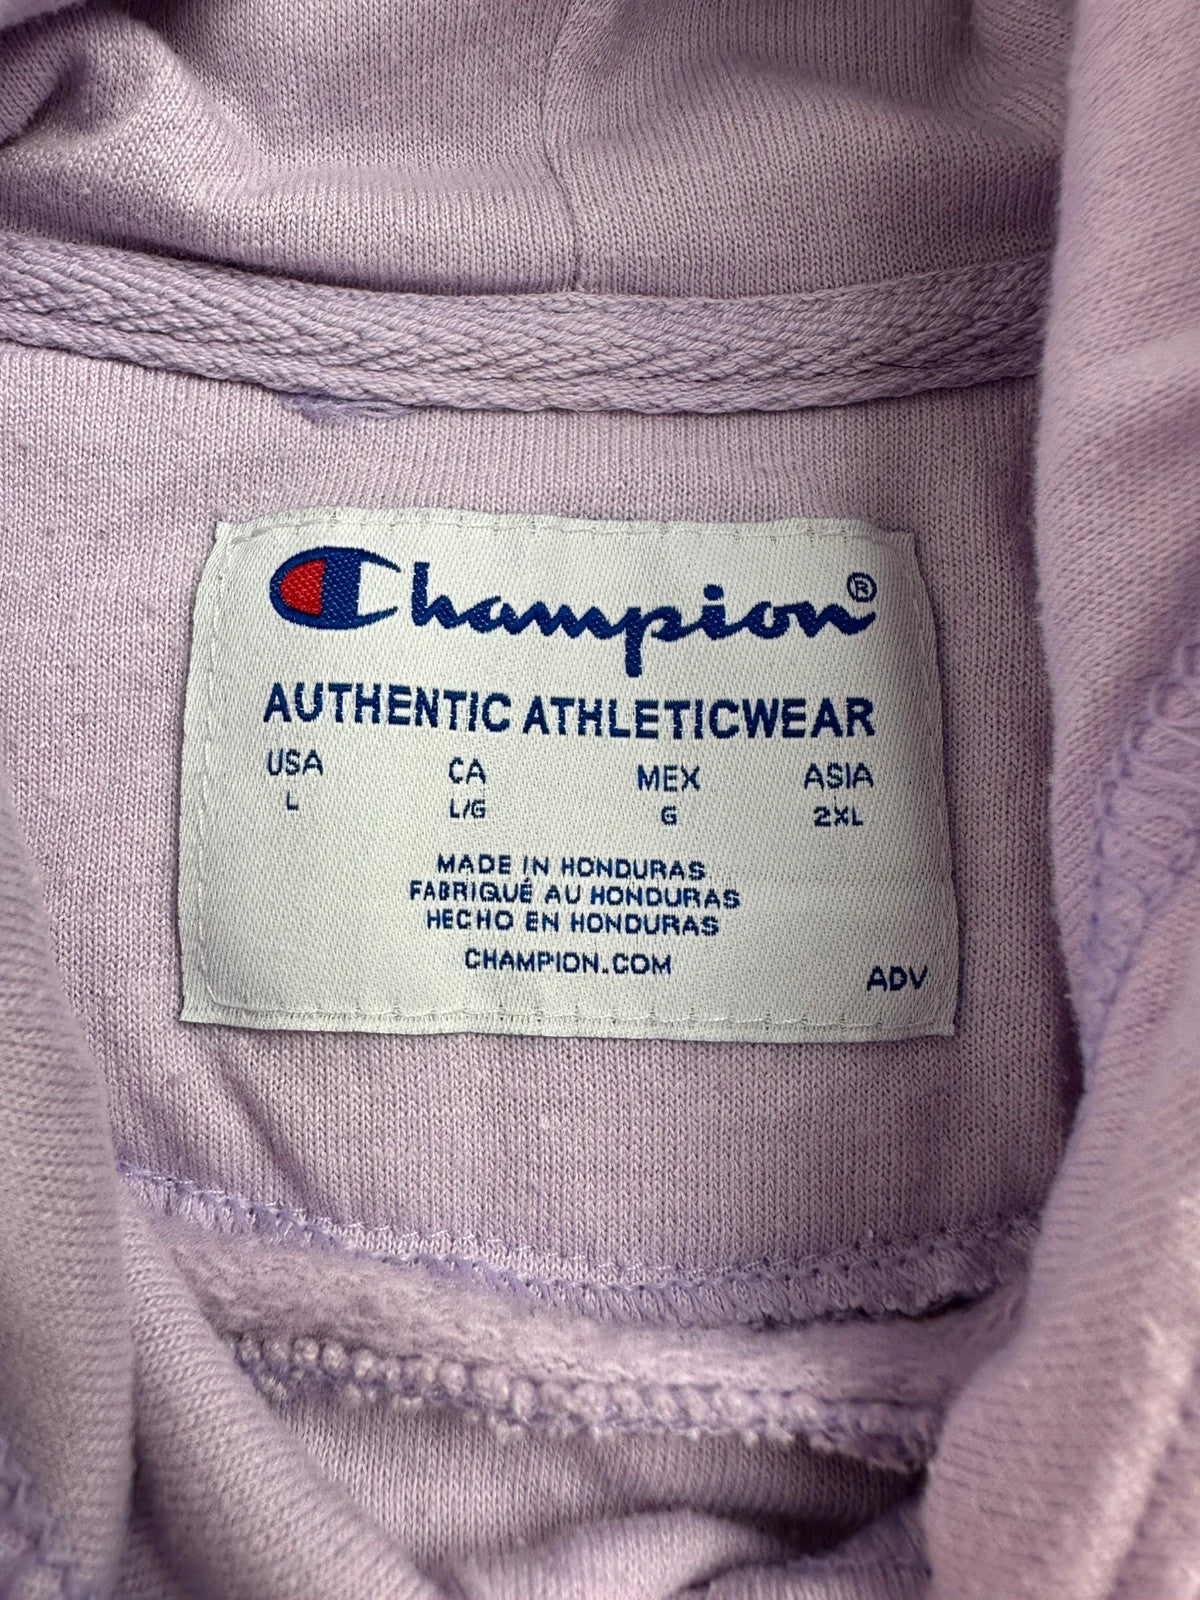 Champion®
AUTHENTIC ATHLETICWEAR
USA CA MEX ASIA
L L/G G 2XL
MADE IN HONDURAS
FABRIQUÉ AU HONDURAS
HECHO EN HONDURAS
CHAMPION.COM
ADV